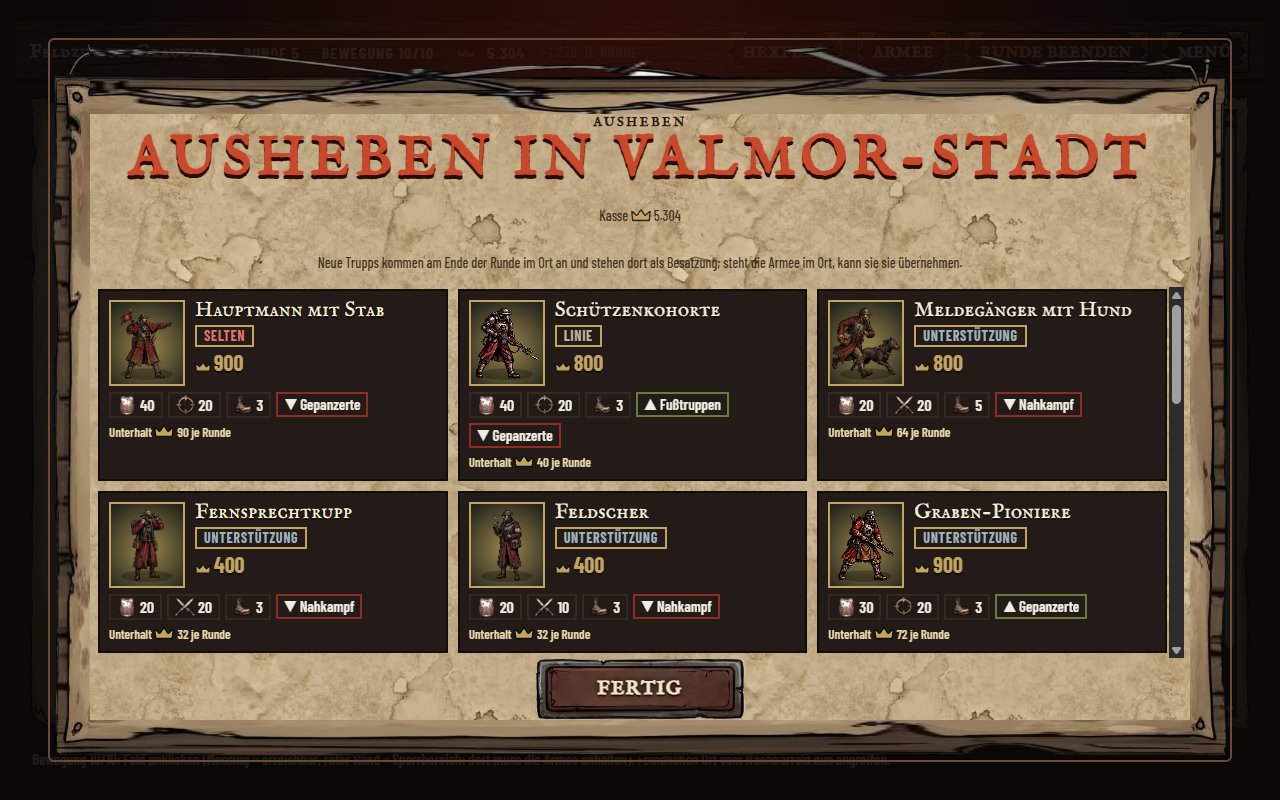 RUNDE 5 BEWEGUNG 10/10 5.304 +1.726 JE RUNDE ARMEE RUNDE BEENDEN MENÜ
AUSHEBEN
AUSHEBEN IN VALMOR-STADT
Kasse 5.304
Neue Trupps kommen am Ende der Runde im Ort an und stehen dort als Besatzung; steht die Armee im Ort, kann sie sie übernehmen.
Hauptmann mit Stab
SELTEN
900
40 20 3 ▼ Gepanzerte
Unterhalt 90 je Runde
Schützenkohorte
LINIE
800
40 20 3 ▲ Fußtruppen
▼ Gepanzerte
Unterhalt 40 je Runde
Meldegänger mit Hund
UNTERSTÜTZUNG
800
20 20 5 ▼ Nahkampf
Unterhalt 64 je Runde
Fernsprechtrupp
UNTERSTÜTZUNG
400
20 20 3 ▼ Nahkampf
Unterhalt 32 je Runde
Feldscher
UNTERSTÜTZUNG
400
20 10 3 ▼ Nahkampf
Unterhalt 32 je Runde
Graben-Pioniere
UNTERSTÜTZUNG
900
30 20 3 ▲ Gepanzerte
Unterhalt 72 je Runde
FERTIG